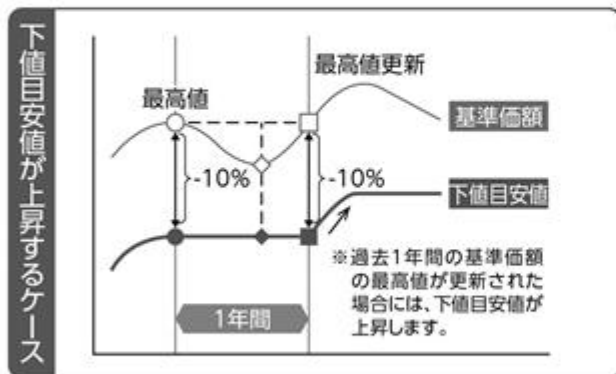 下値目安値が上昇するケース
最高値更新
最高値
基準価額
-10%
-10%
下値目安値
※過去1年間の基準価額
の最高値が更新された
場合には、下値目安値が
上昇します。
1年間